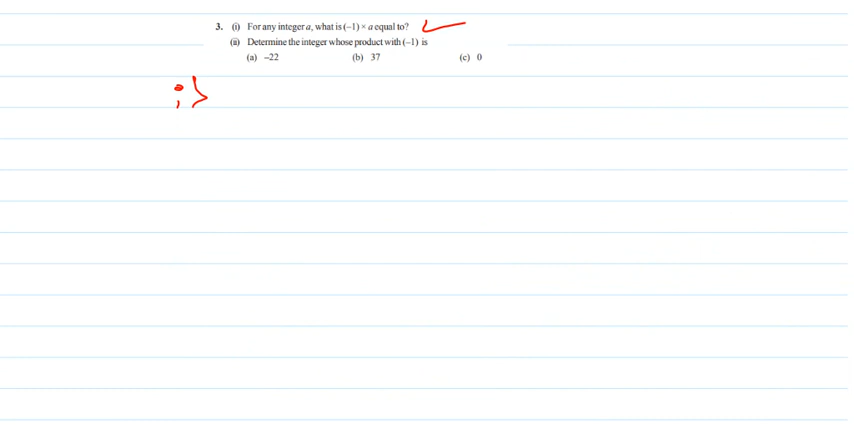 3. (i) For any integer a, what is (–1) × a equal to?
(ii) Determine the integer whose product with (–1) is
(a) –22 (b) 37 (c) 0
i>